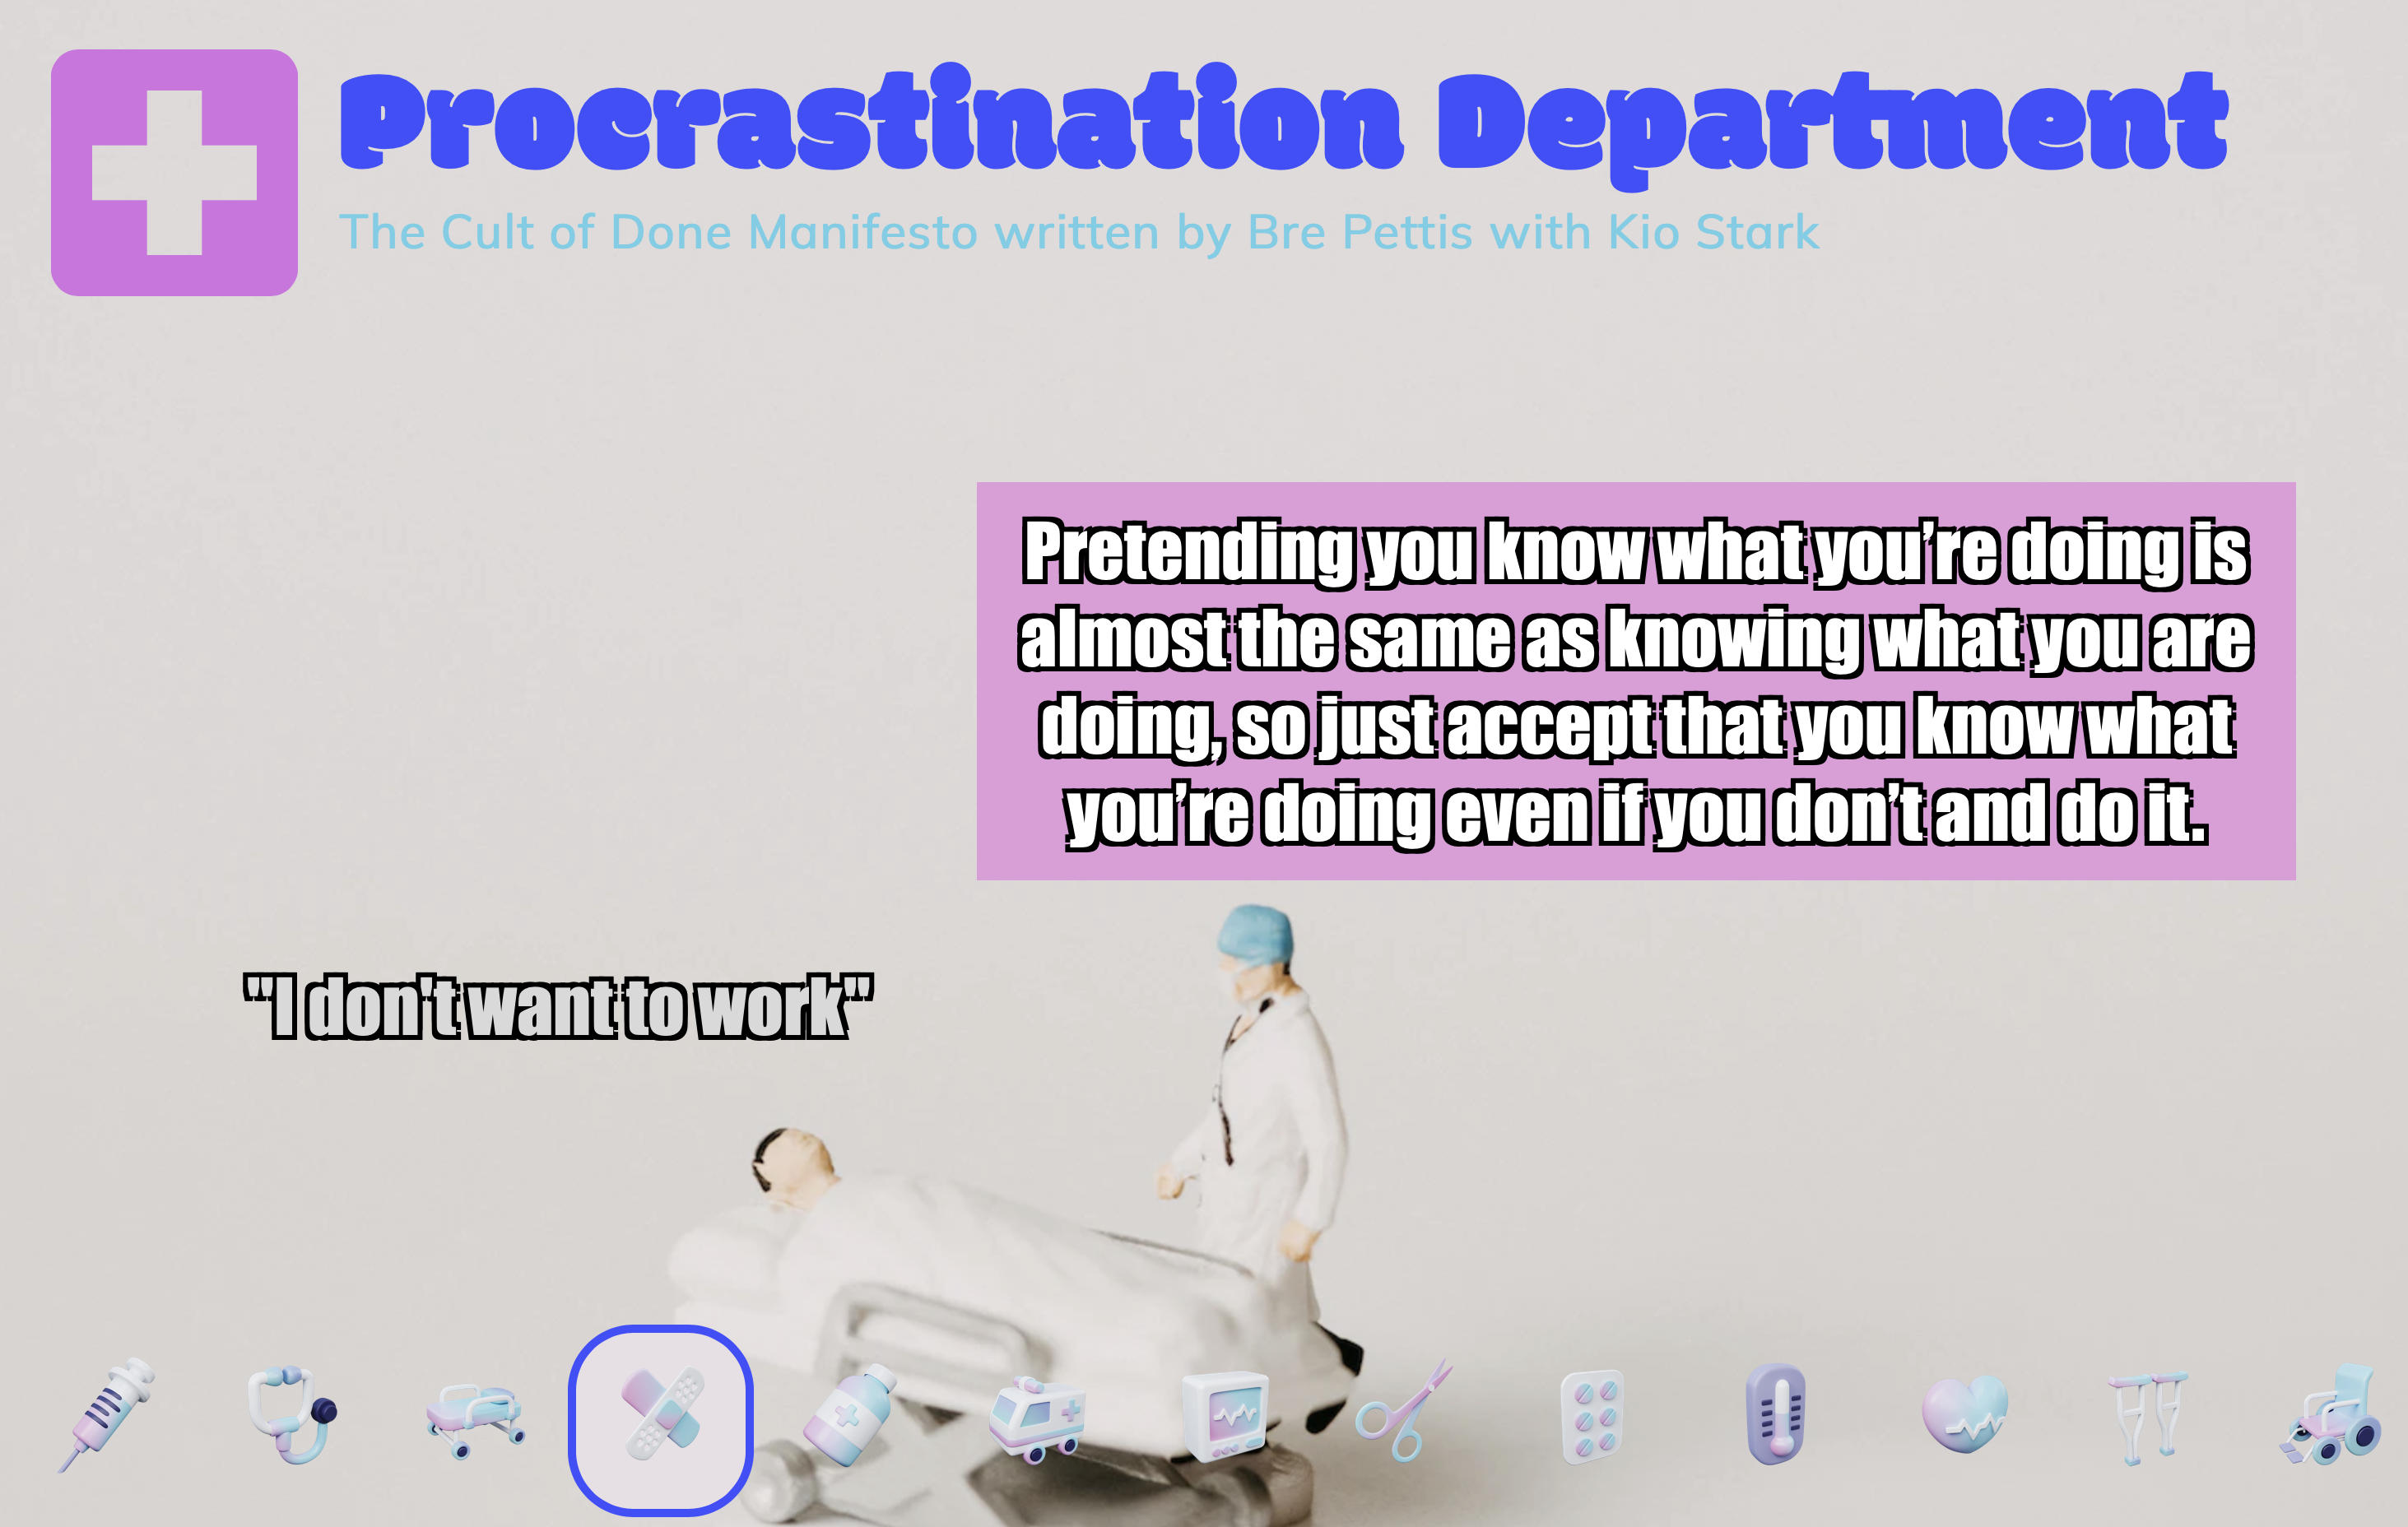 Procrastination Department
The Cult of Done Manifesto written by Bre Pettis with Kio Stark
Pretending you know what you’re doing is
almost the same as knowing what you are
doing, so just accept that you know what
you’re doing even if you don’t and do it.
"I don't want to work"